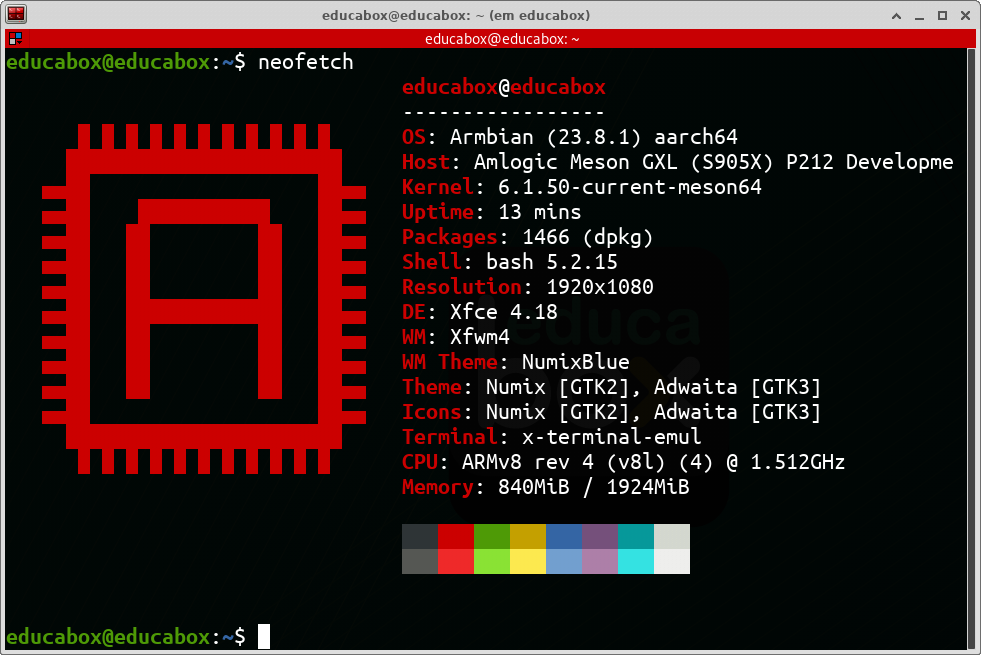 educabox@educabox: ~ (em educabox)
educabox@educabox: ~
educabox@educabox:~$ neofetch
educabox@educabox
-----------------
OS: Armbian (23.8.1) aarch64
Host: Amlogic Meson GXL (S905X) P212 Developme
Kernel: 6.1.50-current-meson64
Uptime: 13 mins
Packages: 1466 (dpkg)
Shell: bash 5.2.15
Resolution: 1920x1080
DE: Xfce 4.18
WM: Xfwm4
WM Theme: NumixBlue
Theme: Numix [GTK2], Adwaita [GTK3]
Icons: Numix [GTK2], Adwaita [GTK3]
Terminal: x-terminal-emul
CPU: ARMv8 rev 4 (v8l) (4) @ 1.512GHz
Memory: 840MiB / 1924MiB
educa
box
educabox@educabox:~$